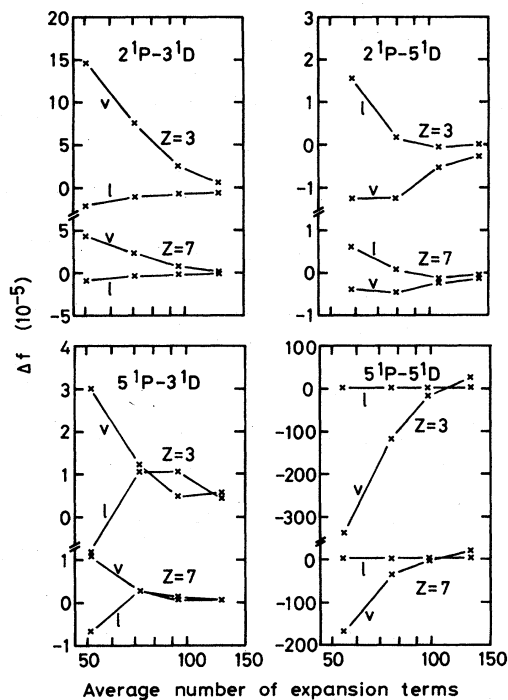 20
15
10
5
0
5
0
-5
2¹P-3¹D
v
Z=3
l
v
Z=7
l
3
2
1
0
-1
1
0
-1
2¹P-5¹D
l
Z=3
v
l
Z=7
v
Δf (10⁻⁵)
4
3
2
1
0
1
0
-1
5¹P-3¹D
v
Z=3
l
v
Z=7
l
50
100
150
100
0
-100
-200
-300
0
-100
-200
5¹P-5¹D
l
Z=3
v
l
Z=7
v
50
100
150
Average number of expansion terms